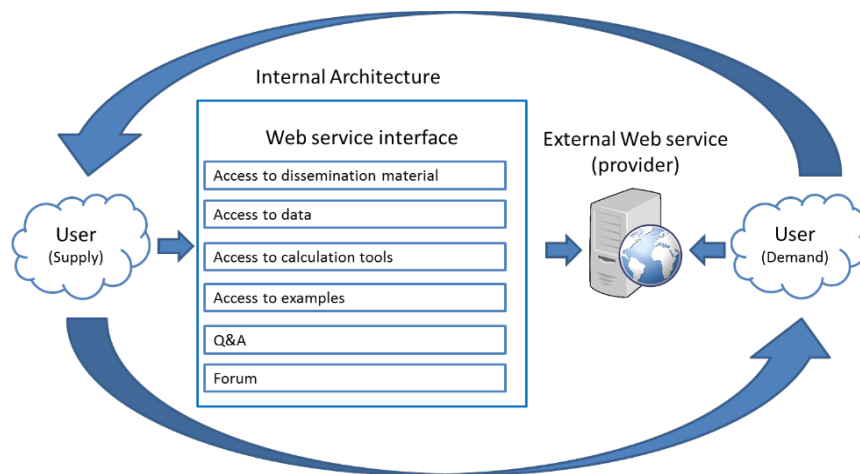 Internal Architecture
Web service interface
Access to dissemination material
Access to data
Access to calculation tools
Access to examples
Q&A
Forum
User
(Supply)
External Web service
(provider)
User
(Demand)